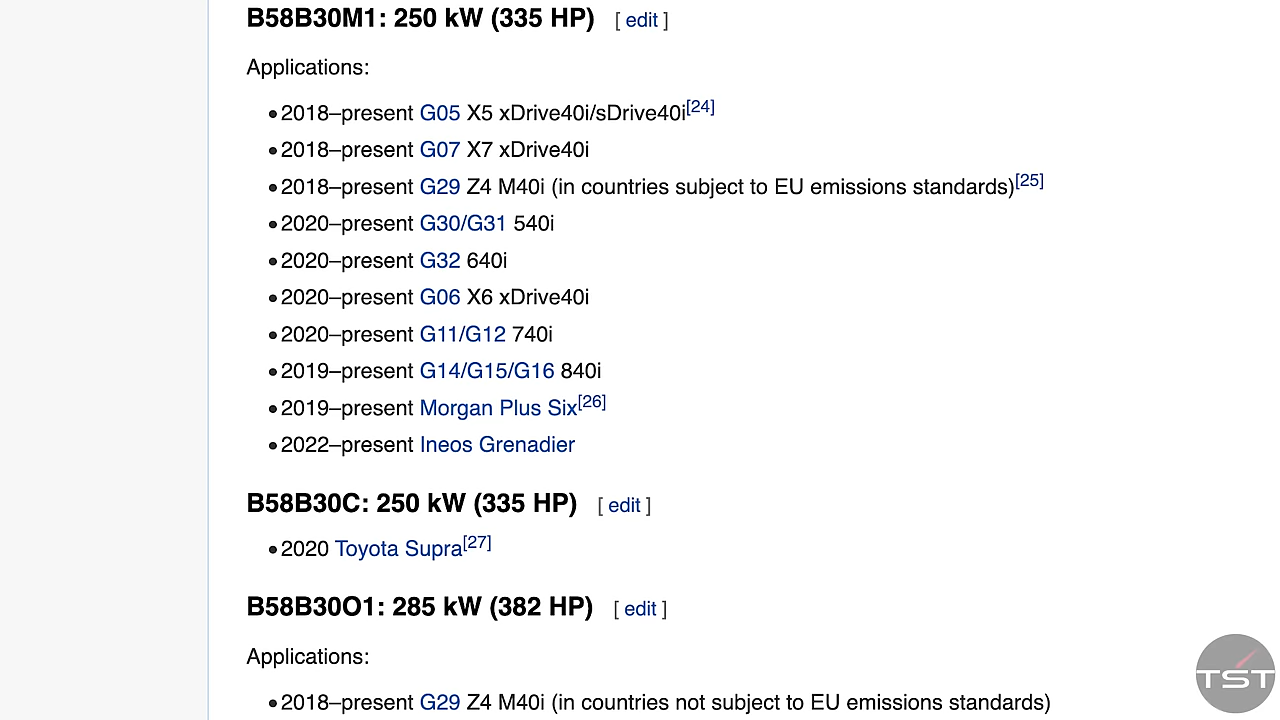 B58B30M1: 250 kW (335 HP) [ edit ]
Applications:
• 2018–present G05 X5 xDrive40i/sDrive40i[24]
• 2018–present G07 X7 xDrive40i
• 2018–present G29 Z4 M40i (in countries subject to EU emissions standards)[25]
• 2020–present G30/G31 540i
• 2020–present G32 640i
• 2020–present G06 X6 xDrive40i
• 2020–present G11/G12 740i
• 2019–present G14/G15/G16 840i
• 2019–present Morgan Plus Six[26]
• 2022–present Ineos Grenadier
B58B30C: 250 kW (335 HP) [ edit ]
• 2020 Toyota Supra[27]
B58B30O1: 285 kW (382 HP) [ edit ]
Applications:
• 2018–present G29 Z4 M40i (in countries not subject to EU emissions standards)
TST